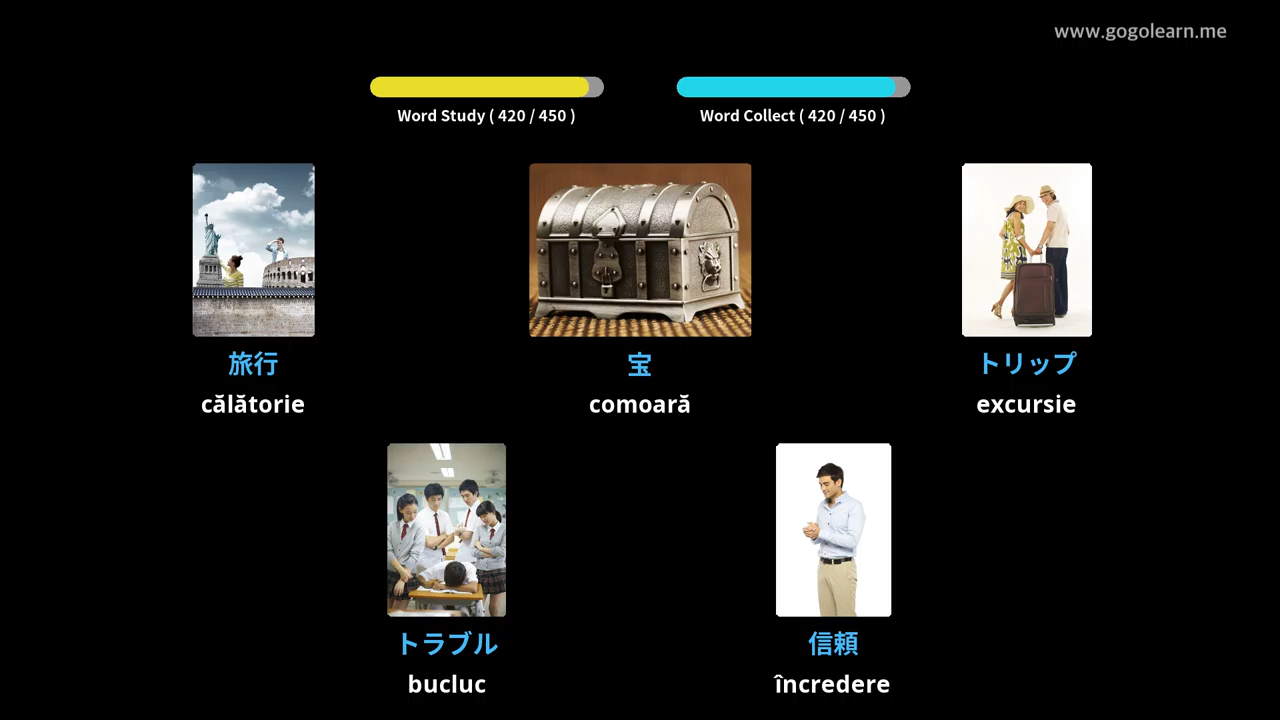 www.gogolearn.me
Word Study ( 420 / 450 )
Word Collect ( 420 / 450 )
旅行
călătorie
宝
comoară
トリップ
excursie
トラブル
bucluc
信頼
încredere